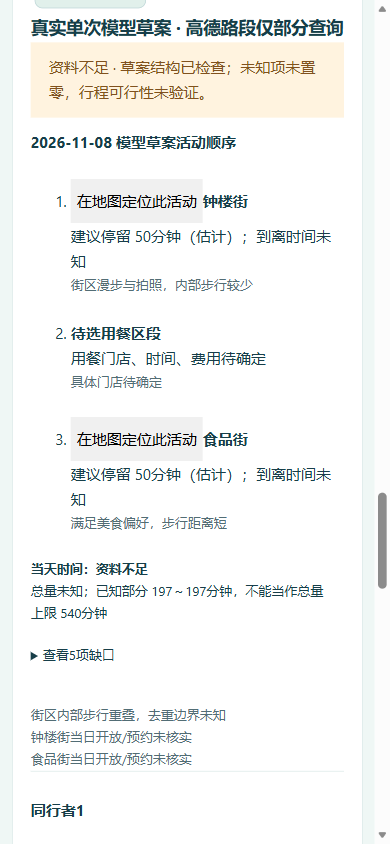 真实单次模型草案 · 高德路段仅部分查询
资料不足 · 草案结构已检查；未知项未置
零，行程可行性未验证。
2026-11-08 模型草案活动顺序
1. 在地图定位此活动 钟楼街
建议停留 50分钟（估计）；到离时间未
知
街区漫步与拍照，内部步行较少
2. 待选用餐区段
用餐门店、时间、费用待确定
具体门店待确定
3. 在地图定位此活动 食品街
建议停留 50分钟（估计）；到离时间未
知
满足美食偏好，步行距离短
当天时间：资料不足
总量未知；已知部分 197～197分钟，不能当作总量
上限 540分钟
▶ 查看5项缺口
街区内部步行重叠，去重边界未知
钟楼街当日开放/预约未核实
食品街当日开放/预约未核实
同行者1